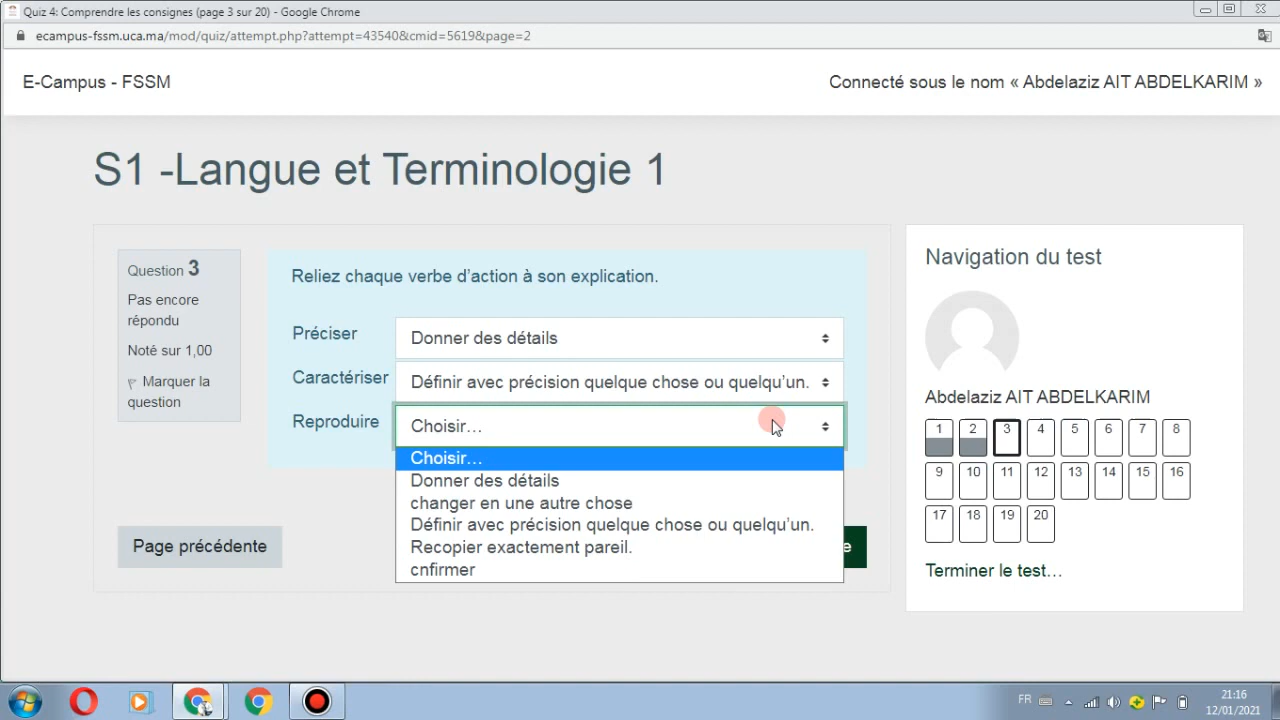 Quiz 4: Comprendre les consignes (page 3 sur 20) - Google Chrome
ecampus-fssm.uca.ma/mod/quiz/attempt.php?attempt=43540&cmid=5619&page=2
E-Campus - FSSM
Connecté sous le nom « Abdelaziz AIT ABDELKARIM »
S1 -Langue et Terminologie 1
Question 3
Pas encore
répondu
Noté sur 1,00
Marquer la
question
Reliez chaque verbe d’action à son explication.
Préciser
Donner des détails
Caractériser
Définir avec précision quelque chose ou quelqu’un.
Reproduire
Choisir...
Choisir...
Donner des détails
changer en une autre chose
Définir avec précision quelque chose ou quelqu’un.
Recopier exactement pareil.
cnfirmer
Page précédente
e
Navigation du test
Abdelaziz AIT ABDELKARIM
1 2 3 4 5 6 7 8
9 10 11 12 13 14 15 16
17 18 19 20
Terminer le test…
FR
21:16
12/01/2021